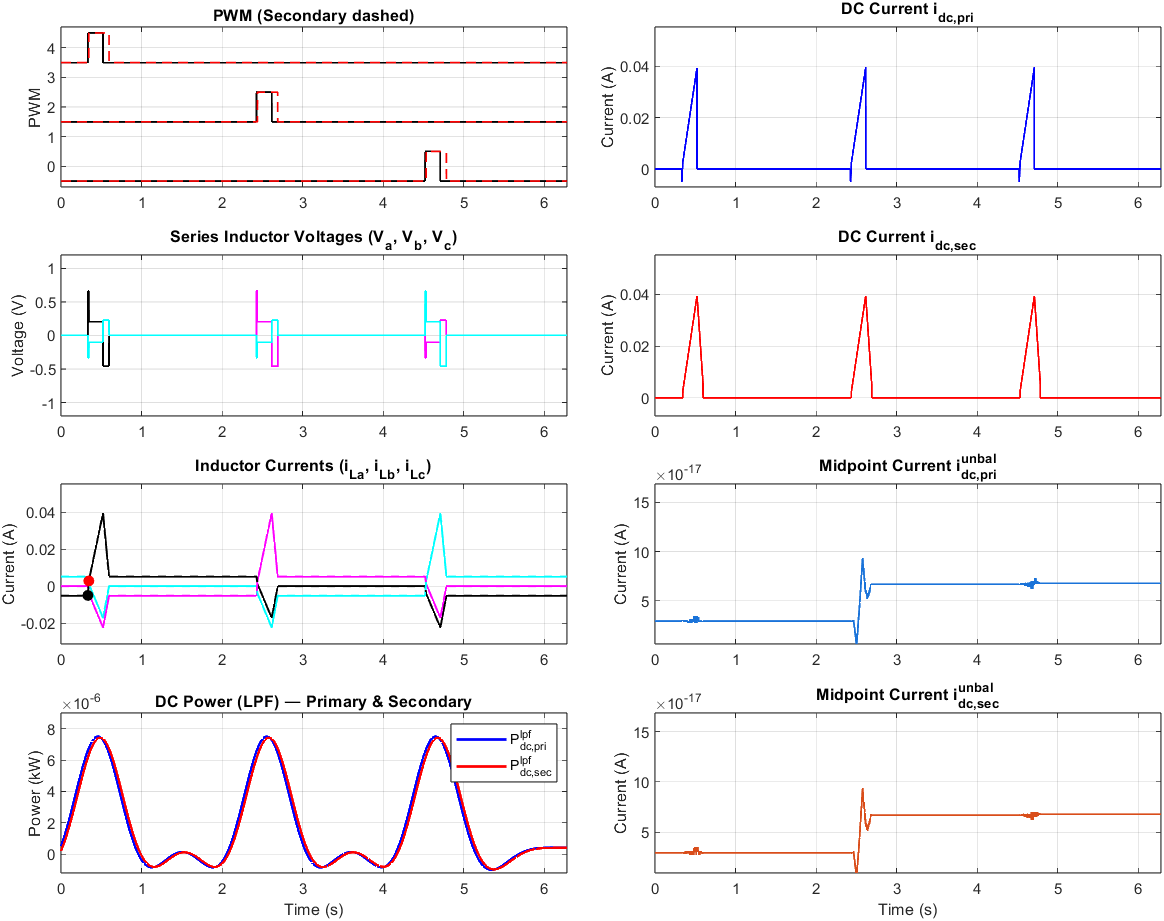 PWM (Secondary dashed)
PWM
4
3
2
1
0
0 1 2 3 4 5 6
DC Current i_dc,pri
Current (A)
0.04
0.02
0
0 1 2 3 4 5 6
Series Inductor Voltages (V_a, V_b, V_c)
Voltage (V)
1
0.5
0
-0.5
-1
0 1 2 3 4 5 6
DC Current i_dc,sec
Current (A)
0.04
0.02
0
0 1 2 3 4 5 6
Inductor Currents (i_La, i_Lb, i_Lc)
Current (A)
0.04
0.02
0
-0.02
0 1 2 3 4 5 6
Midpoint Current i^unbal_dc,pri
×10^-17
Current (A)
15
10
5
0 1 2 3 4 5 6
DC Power (LPF) — Primary & Secondary
×10^-6
Power (kW)
8
6
4
2
0
P^lpf_dc,pri
P^lpf_dc,sec
0 1 2 3 4 5 6
Time (s)
Midpoint Current i^unbal_dc,sec
×10^-17
Current (A)
15
10
5
0 1 2 3 4 5 6
Time (s)